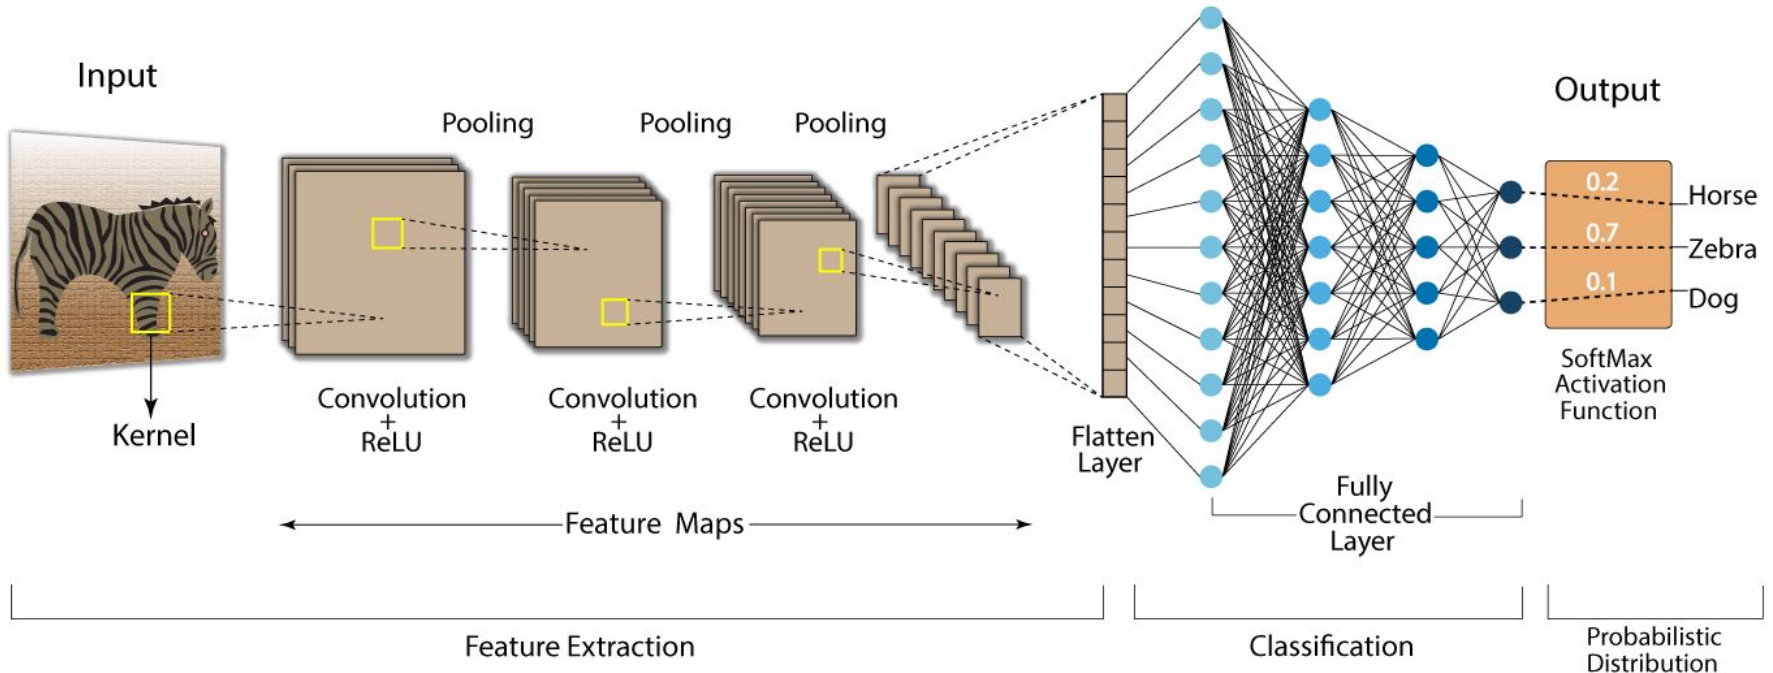 Input
Kernel
Pooling
Pooling
Pooling
Convolution
+
ReLU
Convolution
+
ReLU
Convolution
+
ReLU
Feature Maps
Flatten
Layer
Fully
Connected
Layer
Output
0.2
Horse
0.7
Zebra
0.1
Dog
SoftMax
Activation
Function
Feature Extraction
Classification
Probabilistic
Distribution